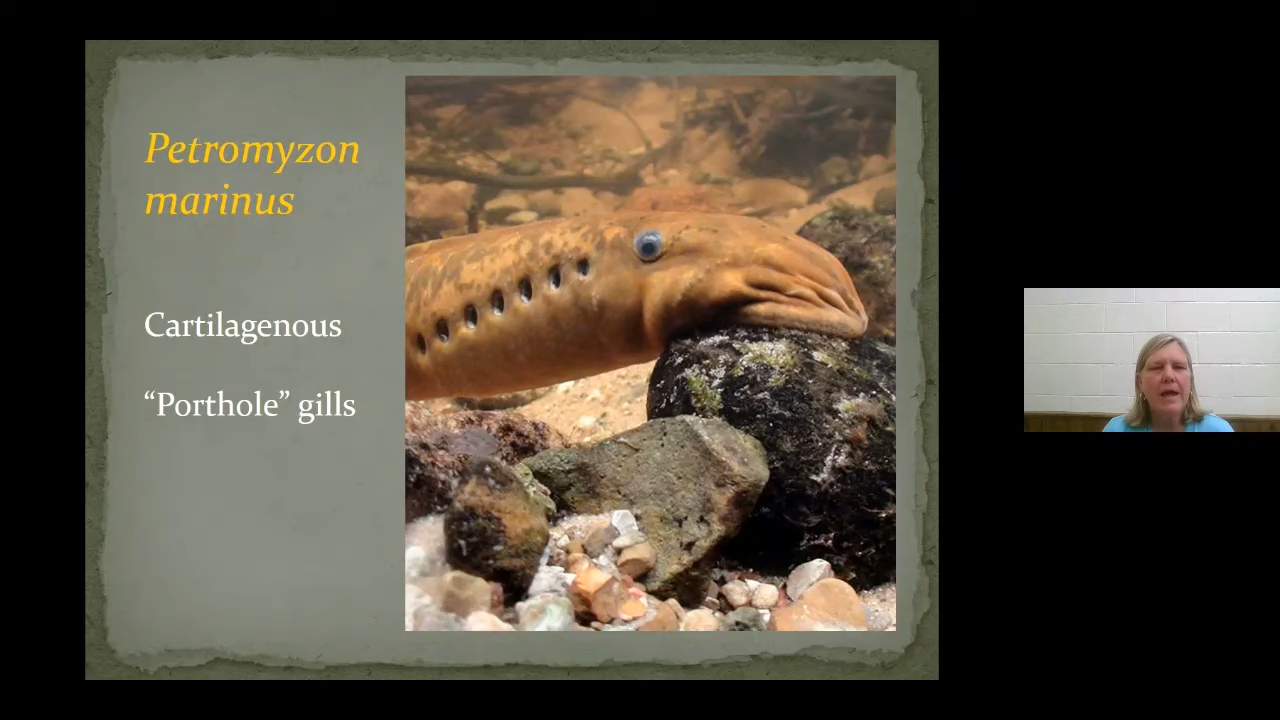 Petromyzon
marinus
Cartilagenous
“Porthole” gills